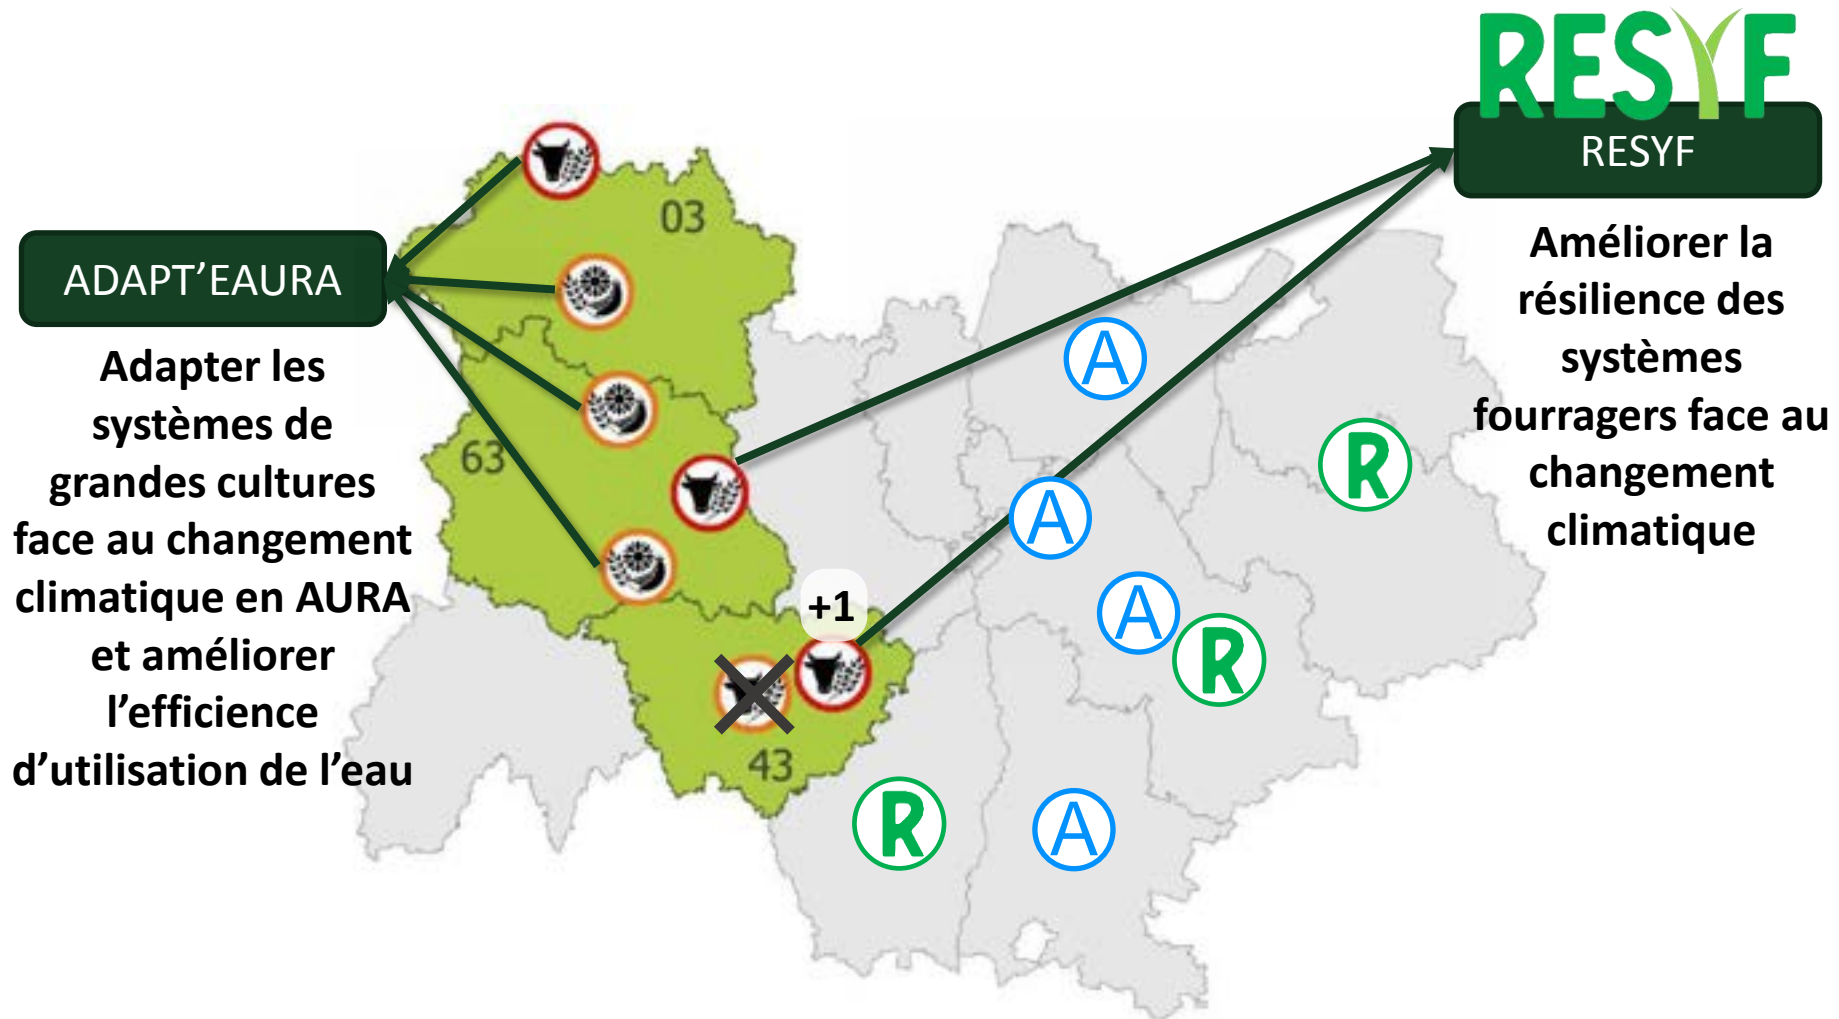 RESYF
RESYF
Améliorer la
résilience des
systèmes
fourragers face au
changement
climatique
ADAPT’EAURA
Adapter les
systèmes de
grandes cultures
face au changement
climatique en AURA
et améliorer
l’efficience
d’utilisation de l’eau
03
63
+1
43
A
A
A
A
R
R
R